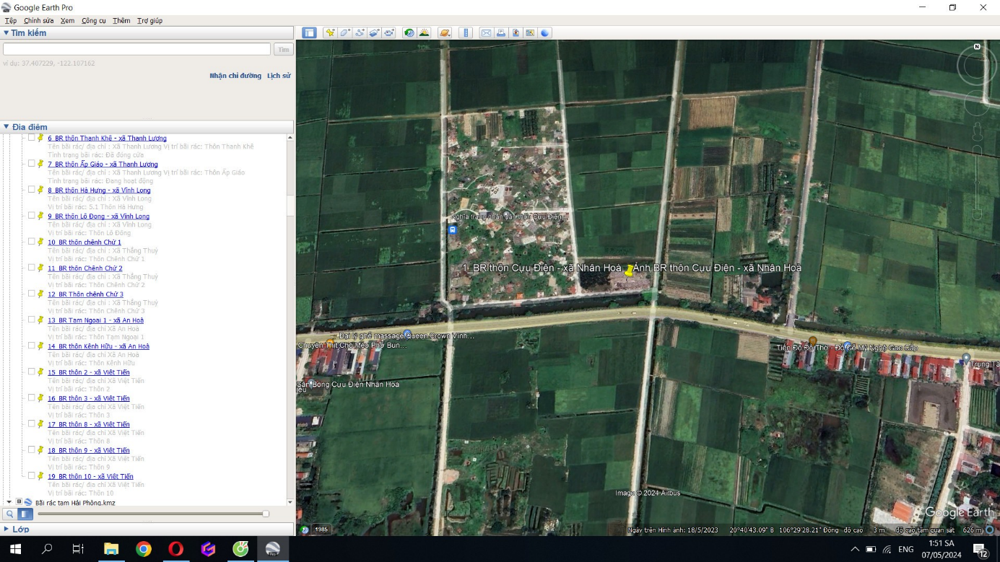 Google Earth Pro
Tệp Chỉnh sửa Xem Công cụ Thêm Trợ giúp
Tìm kiếm
Tìm
ví dụ: 37.407229, -122.107162
Nhận chỉ đường Lịch sử
Địa điểm
6_BR thôn Thanh Khê - xã Thanh Lương
Tên bãi rác/ địa chỉ : Xã Thanh Lương Vị trí bãi rác: Thôn Thanh Khê
Tình trạng bãi rác: Đã đóng cửa
7_BR thôn Ấp Giáo - xã Thanh Lương
Tên bãi rác/ địa chỉ : Xã Thanh Lương Vị trí bãi rác: Thôn Ấp Giáo
Tình trạng bãi rác: Đang hoạt động
8_BR thôn Hà Hưng - xã Vĩnh Long
Tên bãi rác/ địa chỉ : Xã Vĩnh Long
Vị trí bãi rác: 5.1 Thôn Hà Hưng
9_BR thôn Lô Đong - xã Vĩnh Long
Tên bãi rác/ địa chỉ : Xã Vĩnh Long
Vị trí bãi rác: Thôn Lô Đông
10_BR thôn chênh Chử 1
Tên bãi rác/ địa chỉ : Xã Thắng Thuỷ
Vị trí bãi rác: Thôn Chênh Chử 1
11_BR thôn Chênh Chử 2
Tên bãi rác/ địa chỉ : Xã Thắng Thuỷ
Vị trí bãi rác: Thôn Chênh Chử 2
12_BR Thôn chênh Chử 3
Tên bãi rác/ địa chỉ : Xã Thắng Thuỷ
Vị trí bãi rác: Thôn Chênh Chử 3
13_BR Tạm Ngoại 1 - xã An Hoà
Tên bãi rác/ địa chỉ Xã An Hoà
Vị trí bãi rác: Thôn Tạm Ngoại 1
14_BR thôn Kênh Hữu - xã An Hoà
Tên bãi rác/ địa chỉ Xã An Hoà
Vị trí bãi rác: Thôn Kênh Hữu
15_BR thôn 2 - xã Việt Tiến
Tên bãi rác/ địa chỉ Xã Việt Tiến
Vị trí bãi rác: Thôn 2
16_BR thôn 3 - xã Việt Tiến
Tên bãi rác/ địa chỉ Xã Việt Tiến
Vị trí bãi rác: Thôn 3
17_BR thôn 8 - xã Việt Tiến
Tên bãi rác/ địa chỉ Xã Việt Tiến
Vị trí bãi rác: Thôn 8
18_BR thôn 9 - xã Việt Tiến
Tên bãi rác/ địa chỉ Xã Việt Tiến
Vị trí bãi rác: Thôn 9
19_BR thôn 10 - xã Việt Tiến
Tên bãi rác/ địa chỉ Xã Việt Tiến
Vị trí bãi rác: Thôn 10
Bãi rác tạm Hải Phòng.kmz
Lớp
N
Nghĩa trang nhân dân thôn Cựu Điện
1_BR thôn Cựu Điện - xã Nhân Hoà
Ảnh BR thôn Cựu Điện - xã Nhân Hoà
Đại lý ghế massage Queen Crown Vĩnh...
Chuyên Thịt Chó Mẹo Phố Bùn...
Sân Bóng Cựu Điện Nhân Hoà
Tiến Độ Đồ Thờ - Đồ Gỗ Mỹ Nghệ Cao Cấp
Trung Tâ
Image © 2024 Airbus
Google Earth
1985
Ngày trên Hình ảnh: 18/5/2023 20°40'43.09" B 106°29'28.21" Đông độ cao 3 m độ cao tầm quan sát 626 m
ENG
1:51 SA
07/05/2024
12